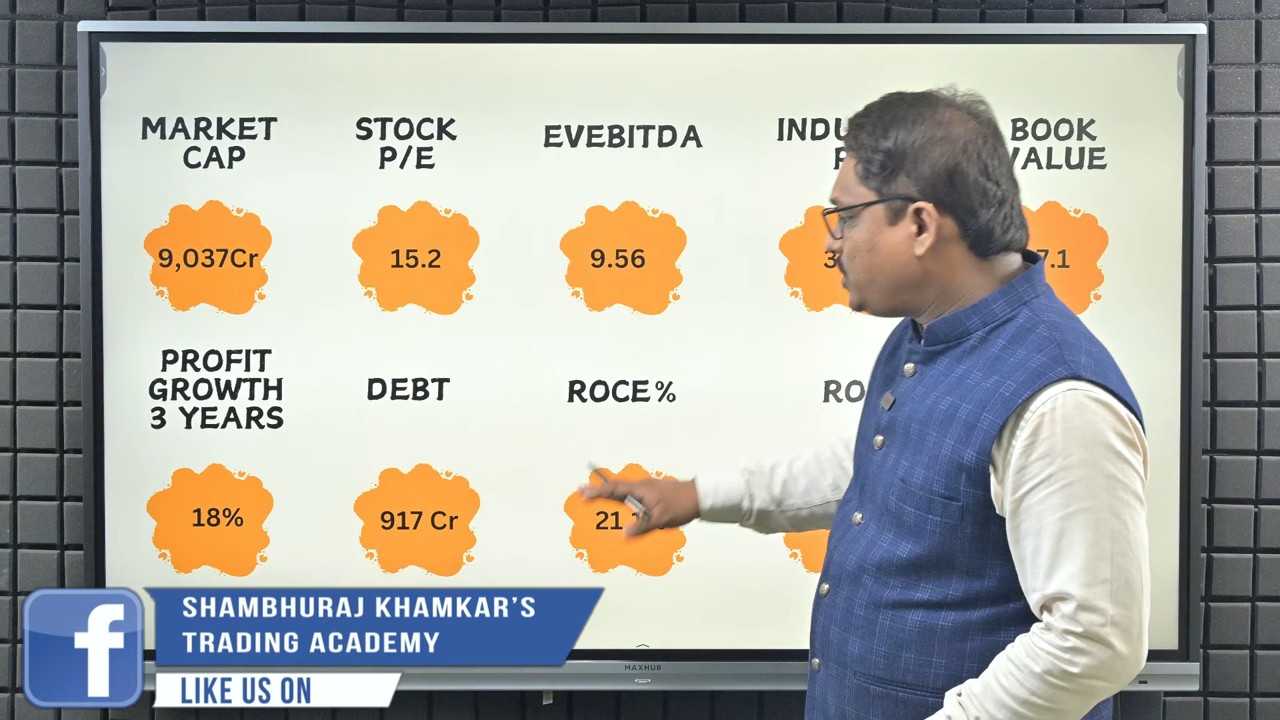 MARKET
CAP
STOCK
P/E
EVEBITDA
BOOK
VALUE
9,037Cr
15.2
9.56
PROFIT
GROWTH
3 YEARS
DEBT
ROCE%
18%
917 Cr
SHAMBHURAJ KHAMKAR'S
TRADING ACADEMY
LIKE US ON
MAXHUB